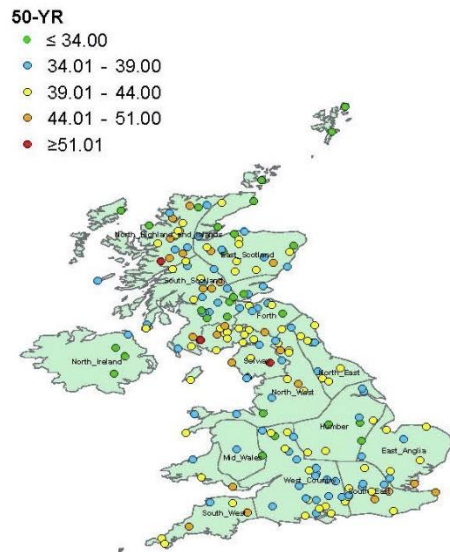 50-YR
≤ 34.00
34.01 - 39.00
39.01 - 44.00
44.01 - 51.00
≥51.01
North_Highland_and_Islands
East_Scotland
South_Scotland
Forth
North_Ireland
Solway
North_East
North_West
Humber
East_Anglia
Mid_Wales
West_Country
South_East
South_West